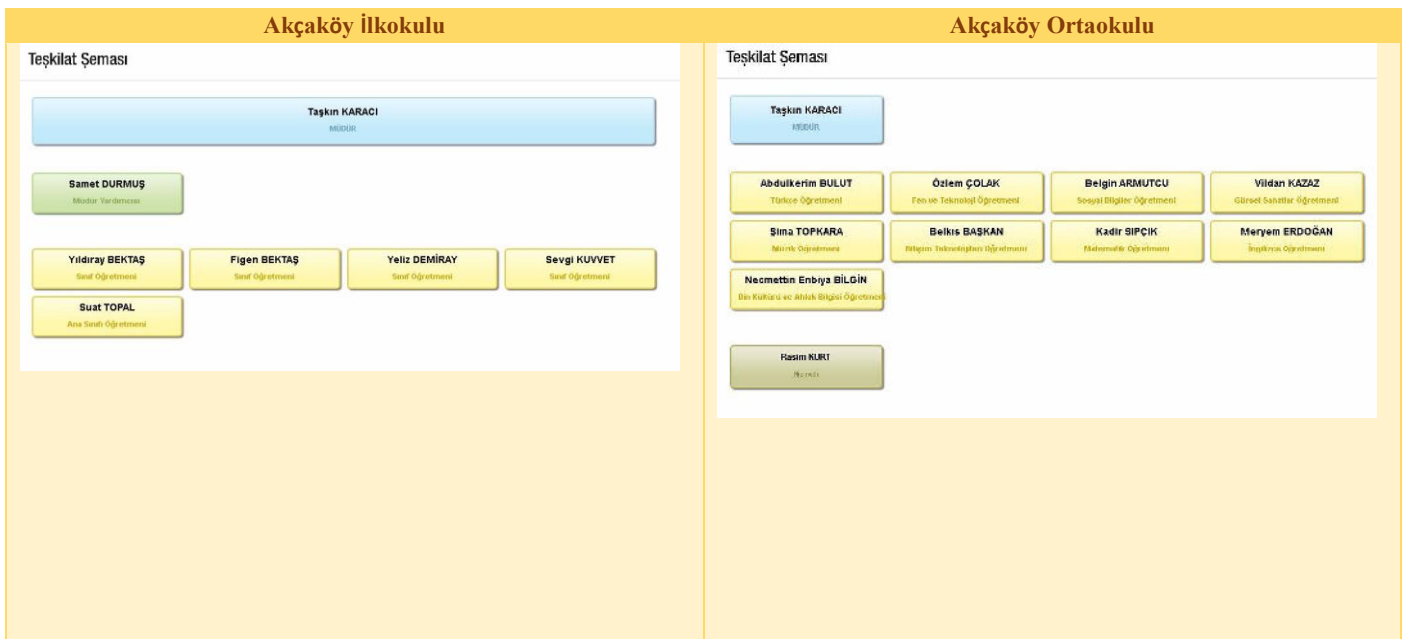 Akçaköy İlkokulu
Teşkilat Şeması
Taşkın KARACI
MÜDÜR
Samet DURMUŞ
Müdür Yardımcısı
Yıldıray BEKTAŞ
Sınıf Öğretmeni
Figen BEKTAŞ
Sınıf Öğretmeni
Yeliz DEMİRAY
Sınıf Öğretmeni
Sevgi KUVVET
Sınıf Öğretmeni
Suat TOPAL
Ana Sınıfı Öğretmeni
Akçaköy Ortaokulu
Teşkilat Şeması
Taşkın KARACI
MÜDÜR
Abdulkerim BULUT
Türkçe Öğretmeni
Özlem ÇOLAK
Fen ve Teknoloji Öğretmeni
Belgin ARMUTCU
Sosyal Bilgiler Öğretmeni
Vildan KAZAZ
Görsel Sanatlar Öğretmeni
Şima TOPKARA
Müzik Öğretmeni
Belkıs BAŞKAN
Bilişim Teknolojileri Öğretmeni
Kadir SIPÇIK
Matematik Öğretmeni
Meryem ERDOĞAN
İngilizce Öğretmeni
Necmettin Enbiya BİLGİN
Din Kültürü ve Ahlak Bilgisi Öğretmeni
Rasim KURT